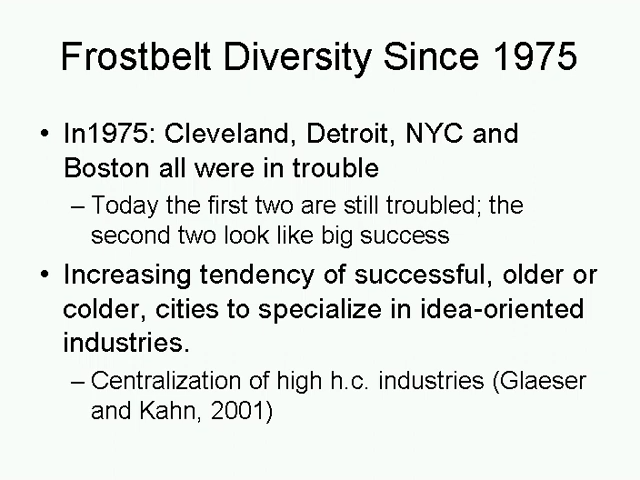 Frostbelt Diversity Since 1975
• In1975: Cleveland, Detroit, NYC and
Boston all were in trouble
– Today the first two are still troubled; the
second two look like big success
• Increasing tendency of successful, older or
colder, cities to specialize in idea-oriented
industries.
– Centralization of high h.c. industries (Glaeser
and Kahn, 2001)